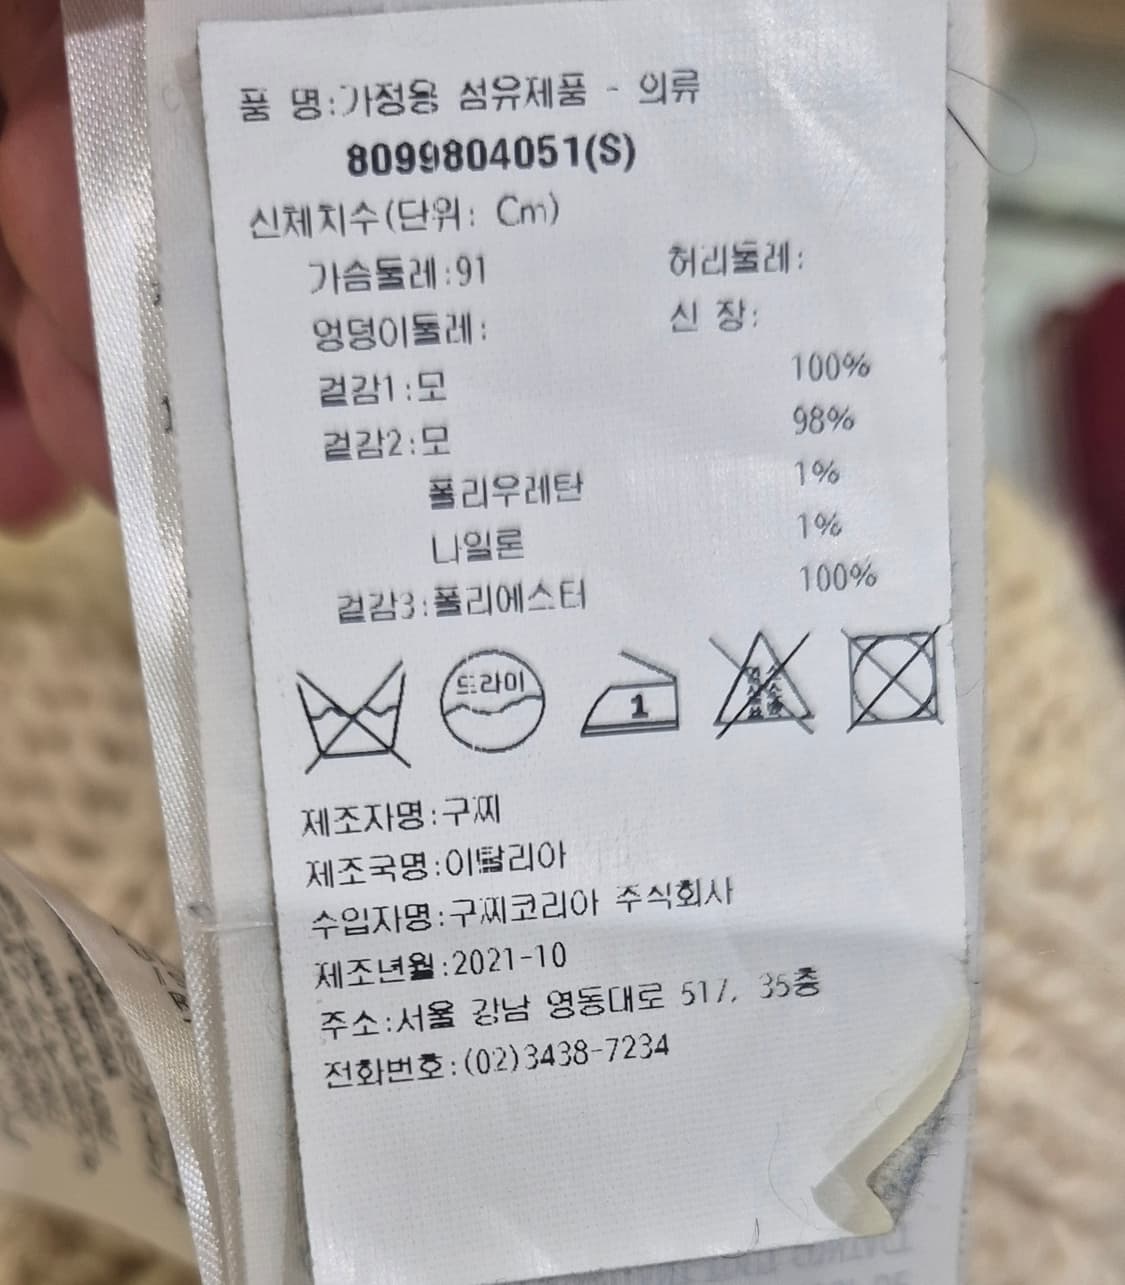 품 명:가정용 섬유제품 - 의류
8099804051(S)
신체치수(단위: Cm)
가슴둘레:91 허리둘레:
엉덩이둘레: 신 장:
겉감1:모 100%
겉감2:모 98%
폴리우레탄 1%
나일론 1%
겉감3:폴리에스터 100%
드라이
1
제조자명:구찌
제조국명:이탈리아
수입자명:구찌코리아 주식회사
제조년월:2021-10
주소:서울 강남 영동대로 517, 35층
전화번호:(02)3438-7234